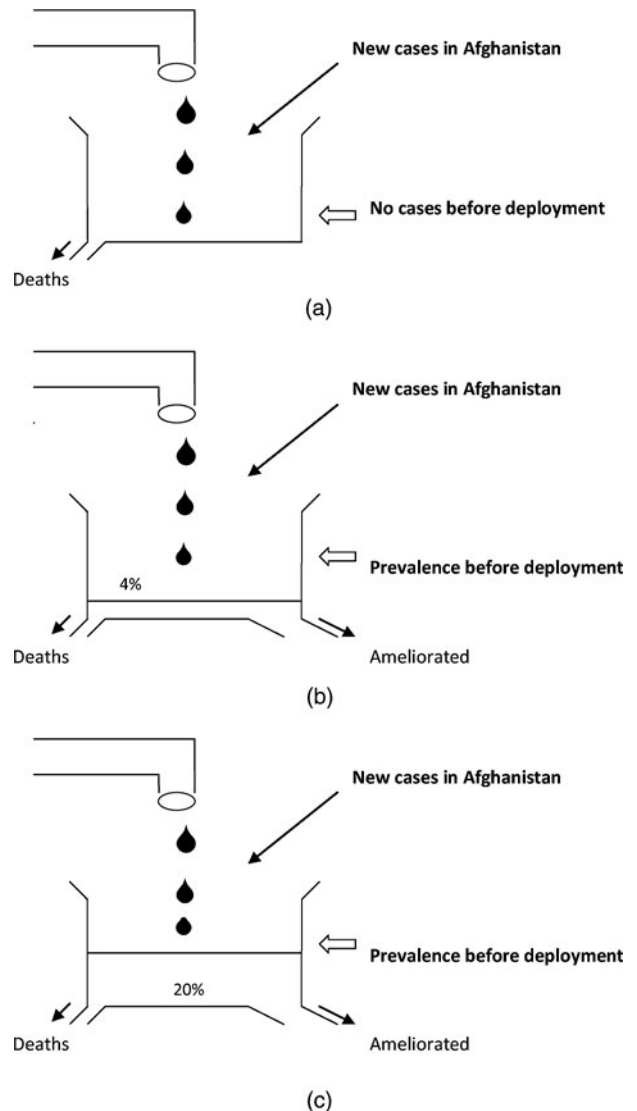 New cases in Afghanistan
No cases before deployment
Deaths
(a)
New cases in Afghanistan
Prevalence before deployment
4%
Deaths
Ameliorated
(b)
New cases in Afghanistan
Prevalence before deployment
20%
Deaths
Ameliorated
(c)